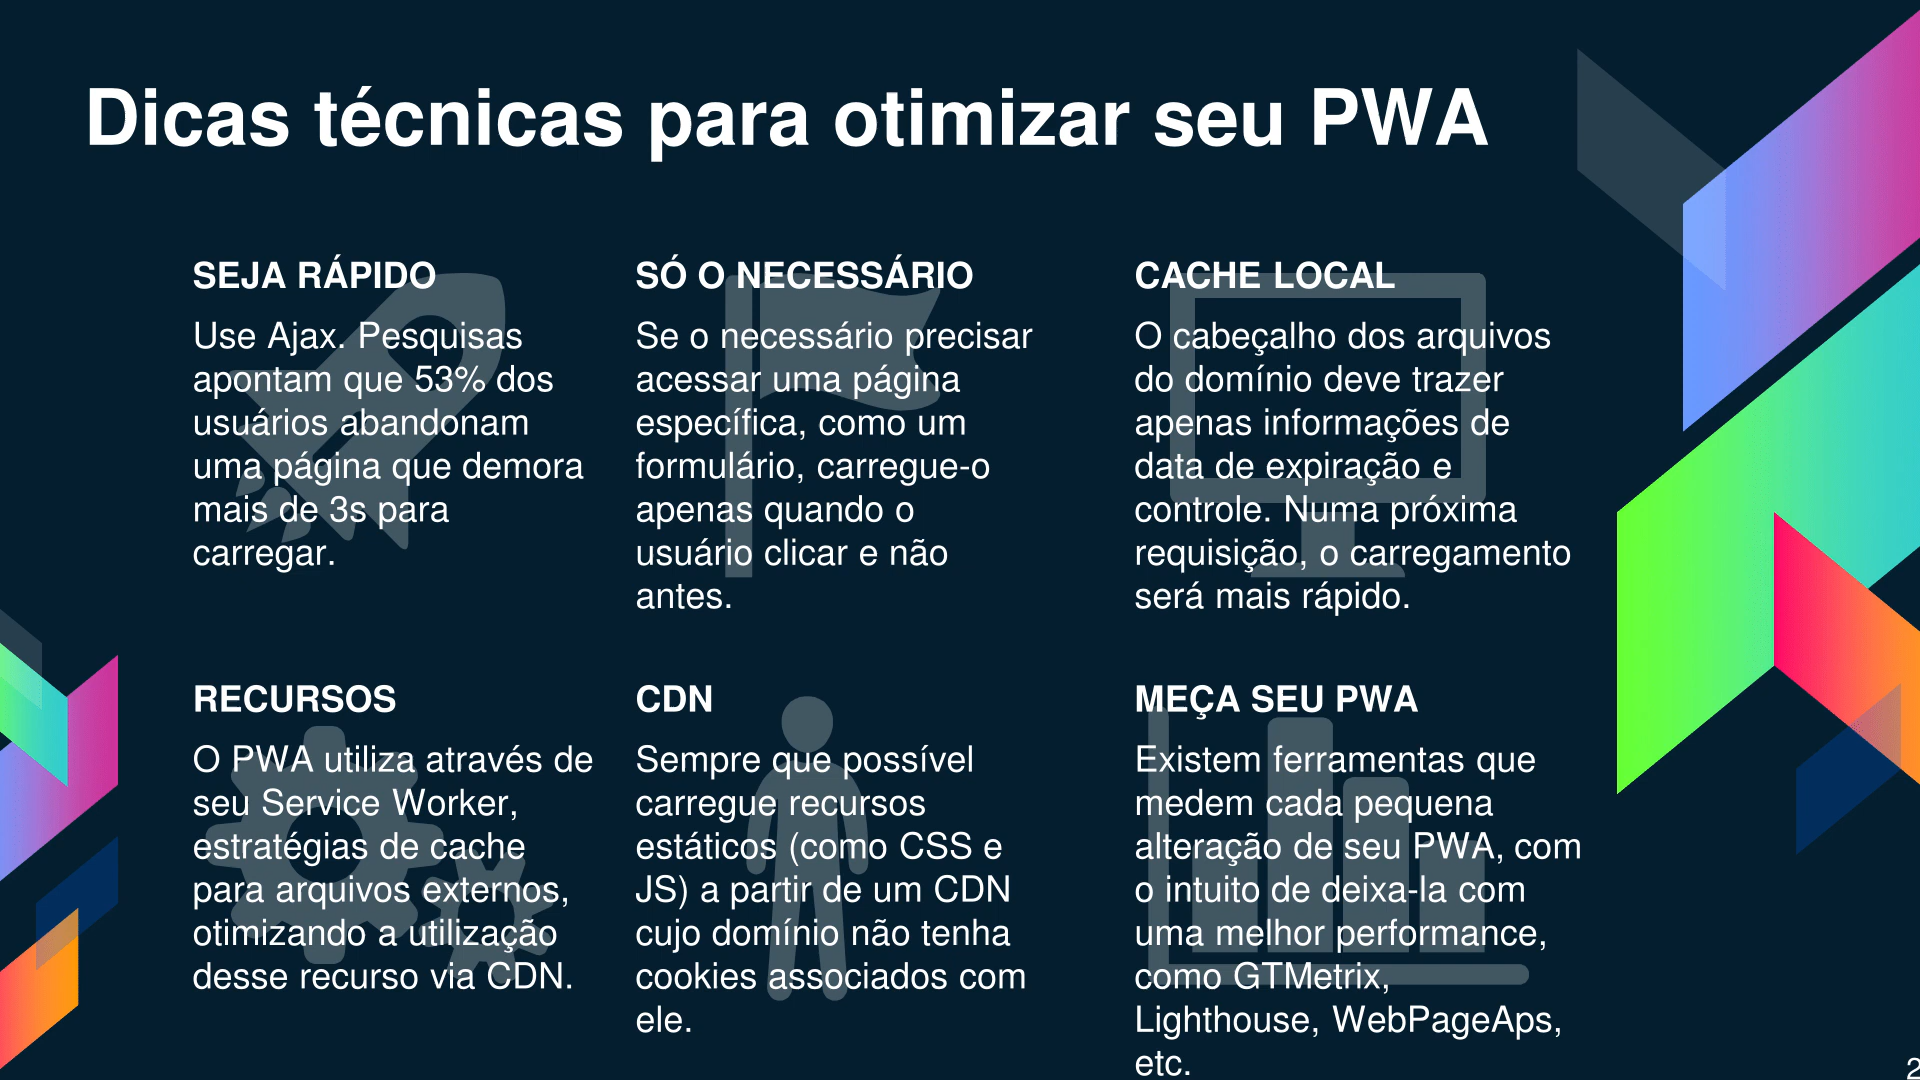 Dicas técnicas para otimizar seu PWA
SEJA RÁPIDO
Use Ajax. Pesquisas
apontam que 53% dos
usuários abandonam
uma página que demora
mais de 3s para
carregar.
SÓ O NECESSÁRIO
Se o necessário precisar
acessar uma página
específica, como um
formulário, carregue-o
apenas quando o
usuário clicar e não
antes.
CACHE LOCAL
O cabeçalho dos arquivos
do domínio deve trazer
apenas informações de
data de expiração e
controle. Numa próxima
requisição, o carregamento
será mais rápido.
RECURSOS
O PWA utiliza através de
seu Service Worker,
estratégias de cache
para arquivos externos,
otimizando a utilização
desse recurso via CDN.
CDN
Sempre que possível
carregue recursos
estáticos (como CSS e
JS) a partir de um CDN
cujo domínio não tenha
cookies associados com
ele.
MEÇA SEU PWA
Existem ferramentas que
medem cada pequena
alteração de seu PWA, com
o intuito de deixa-la com
uma melhor performance,
como GTMetrix,
Lighthouse, WebPageAps,
etc.